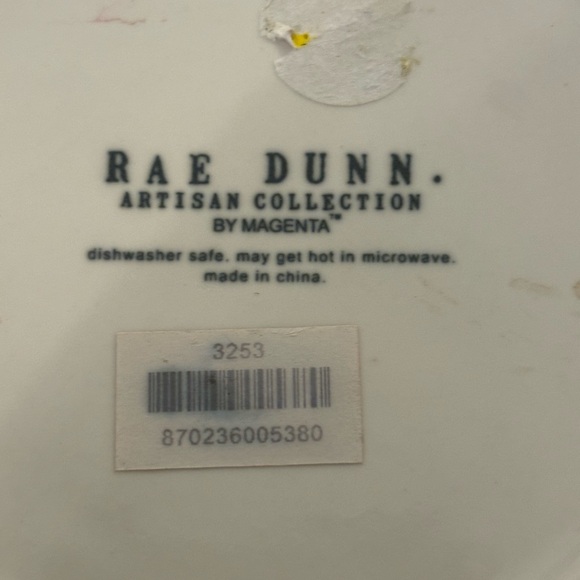 RAE DUNN.
ARTISAN COLLECTION
BY MAGENTA™
dishwasher safe. may get hot in microwave.
made in china.
3253
870236005380